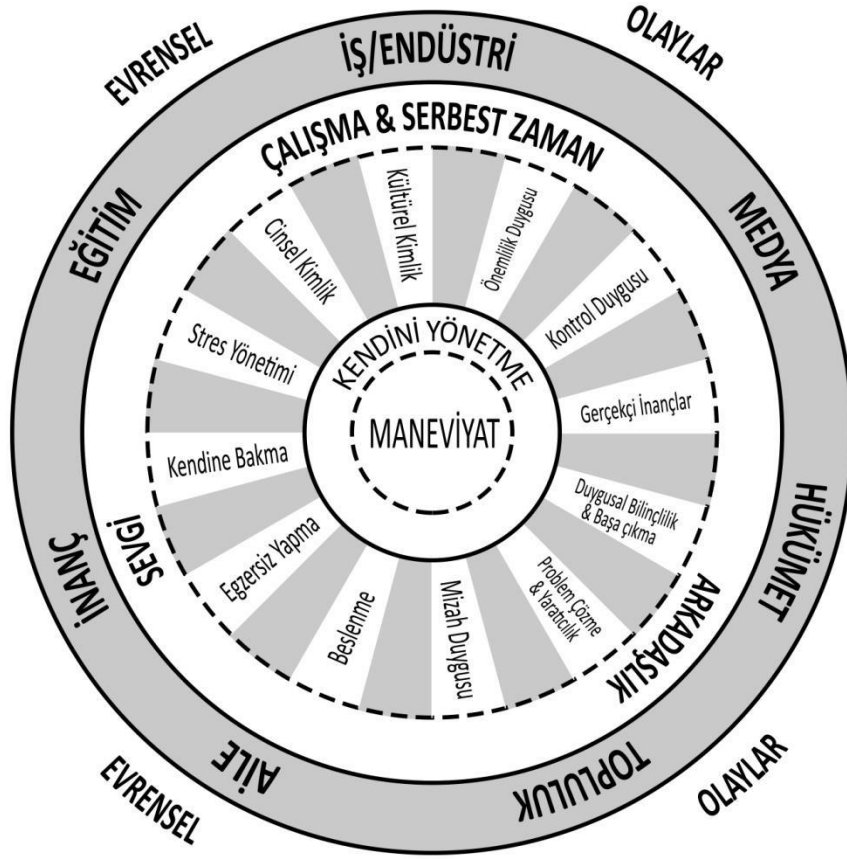 EVRENSEL
OLAYLAR
İŞ/ENDÜSTRİ
EĞİTİM
MEDYA
HÜKÜMET
TOPLULUK
AİLE
İNANÇ
ÇALIŞMA & SERBEST ZAMAN
ARKADAŞLIK
SEVGİ
Kültürel Kimlik
Önemlilik Duygusu
Kontrol Duygusu
Gerçekçi İnançlar
Duygusal Bilinçlilik
& Başa çıkma
Problem Çözme
& Yaratıcılık
Mizah Duygusu
Beslenme
Egzersiz Yapma
Kendine Bakma
Stres Yönetimi
Cinsel Kimlik
KENDİNİ YÖNETME
MANEVİYAT
EVRENSEL
OLAYLAR